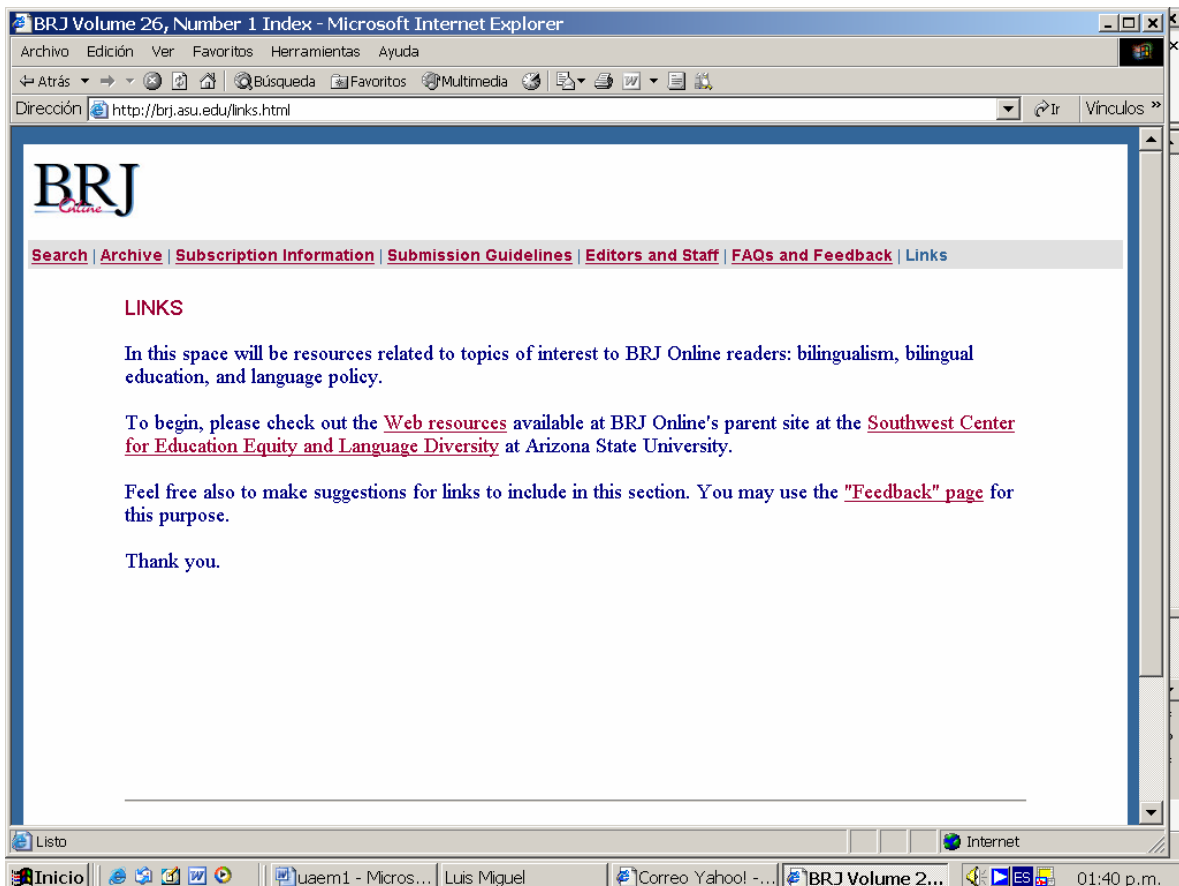 BRJ Volume 26, Number 1 Index - Microsoft Internet Explorer
Archivo Edición Ver Favoritos Herramientas Ayuda
Atrás Búsqueda Favoritos Multimedia
Dirección http://brj.asu.edu/links.html Ir Vínculos »
BRJ
Online
Search | Archive | Subscription Information | Submission Guidelines | Editors and Staff | FAQs and Feedback | Links
LINKS
In this space will be resources related to topics of interest to BRJ Online readers: bilingualism, bilingual
education, and language policy.
To begin, please check out the Web resources available at BRJ Online's parent site at the Southwest Center
for Education Equity and Language Diversity at Arizona State University.
Feel free also to make suggestions for links to include in this section. You may use the "Feedback" page for
this purpose.
Thank you.
Listo Internet
Inicio uaem1 - Micros... Luis Miguel Correo Yahoo! -... BRJ Volume 2... ES 01:40 p.m.